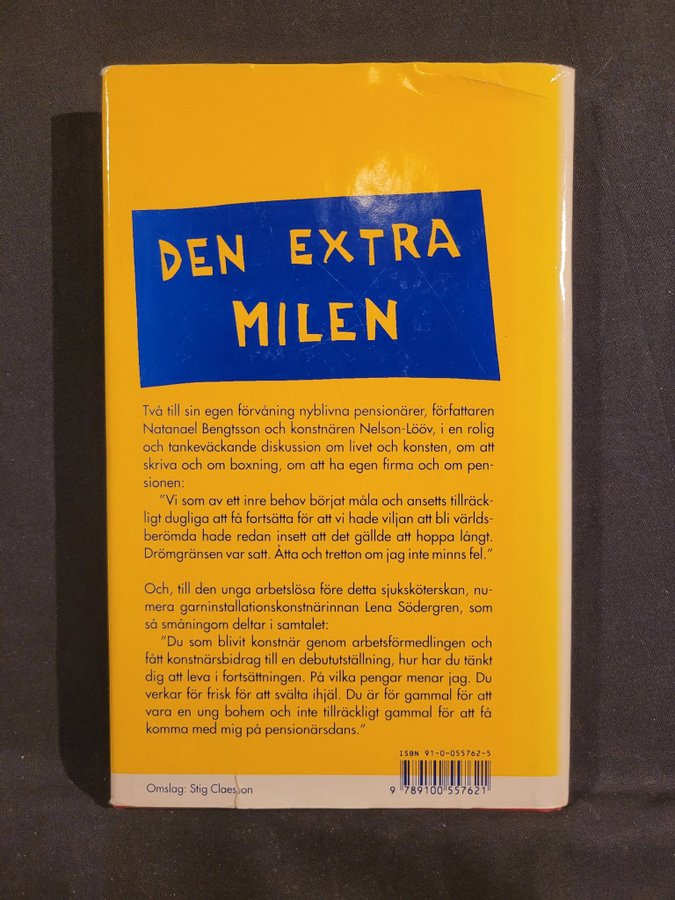 DEN EXTRA
MILEN
Två till sin egen förvåning nyblivna pensionärer, författaren
Natanael Bengtsson och konstnären Nelson-Lööv, i en rolig
och tankeväckande diskussion om livet och konsten, om att
skriva och om boxning, om att ha egen firma och om pen-
sionen:
"Vi som av ett inre behov börjat måla och ansetts tillräck-
ligt dugliga att få fortsätta för att vi hade viljan att bli världs-
berömda hade redan insett att det gällde att hoppa långt.
Drömgränsen var satt. Åtta och tretton om jag inte minns fel."
Och, till den unga arbetslösa före detta sjuksköterskan, nu-
mera garninstallationskonstnärinnan Lena Södergren, som
så småningom deltar i samtalet:
"Du som blivit konstnär genom arbetsförmedlingen och
fått konstnärsbidrag till en debututställning, hur har du tänkt
dig att leva i fortsättningen. På vilka pengar menar jag. Du
verkar för frisk för att svälta ihjäl. Du är för gammal för att
vara en ung bohem och inte tillräckligt gammal för att få
komma med mig på pensionärsdans."
ISBN 91-0-055762-5
9 789100 557621
Omslag: Stig Claesson